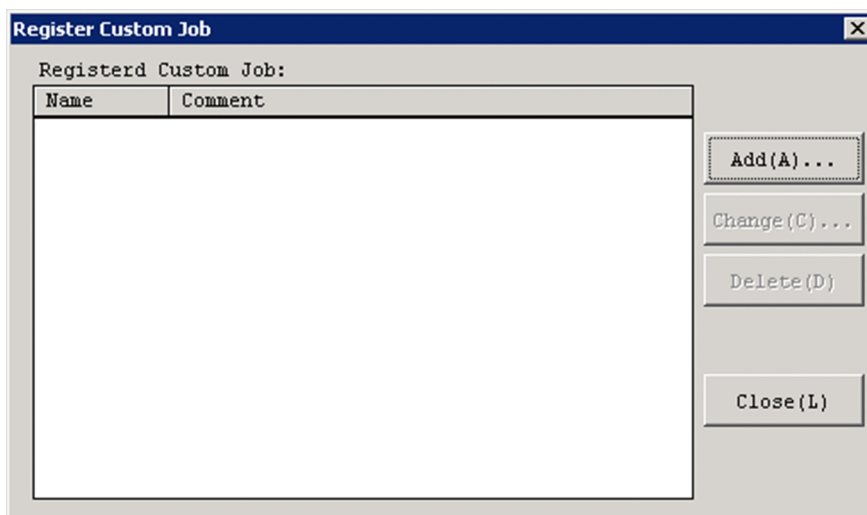 Register Custom Job
Registerd Custom Job:
Name Comment
Add(A)...
Change(C)...
Delete(D)
Close(L)